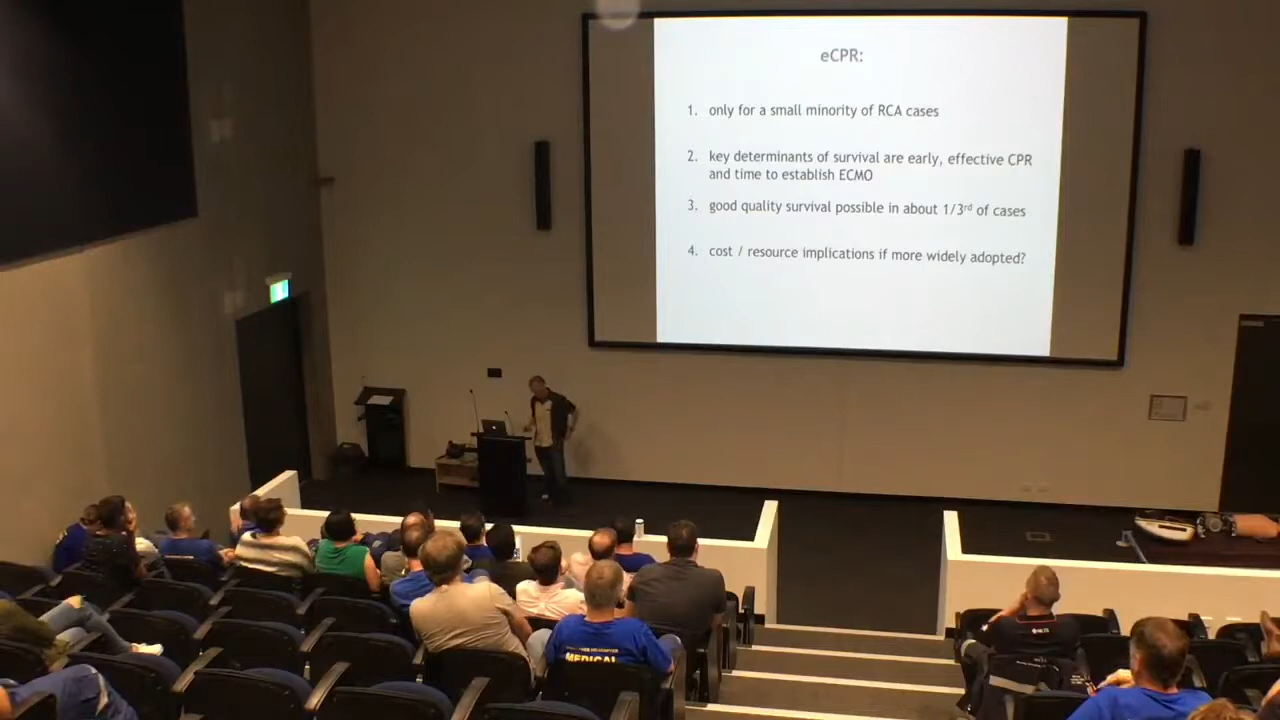 eCPR:
1. only for a small minority of RCA cases
2. key determinants of survival are early, effective CPR
and time to establish ECMO
3. good quality survival possible in about 1/3rd of cases
4. cost / resource implications if more widely adopted?
MEDICAL